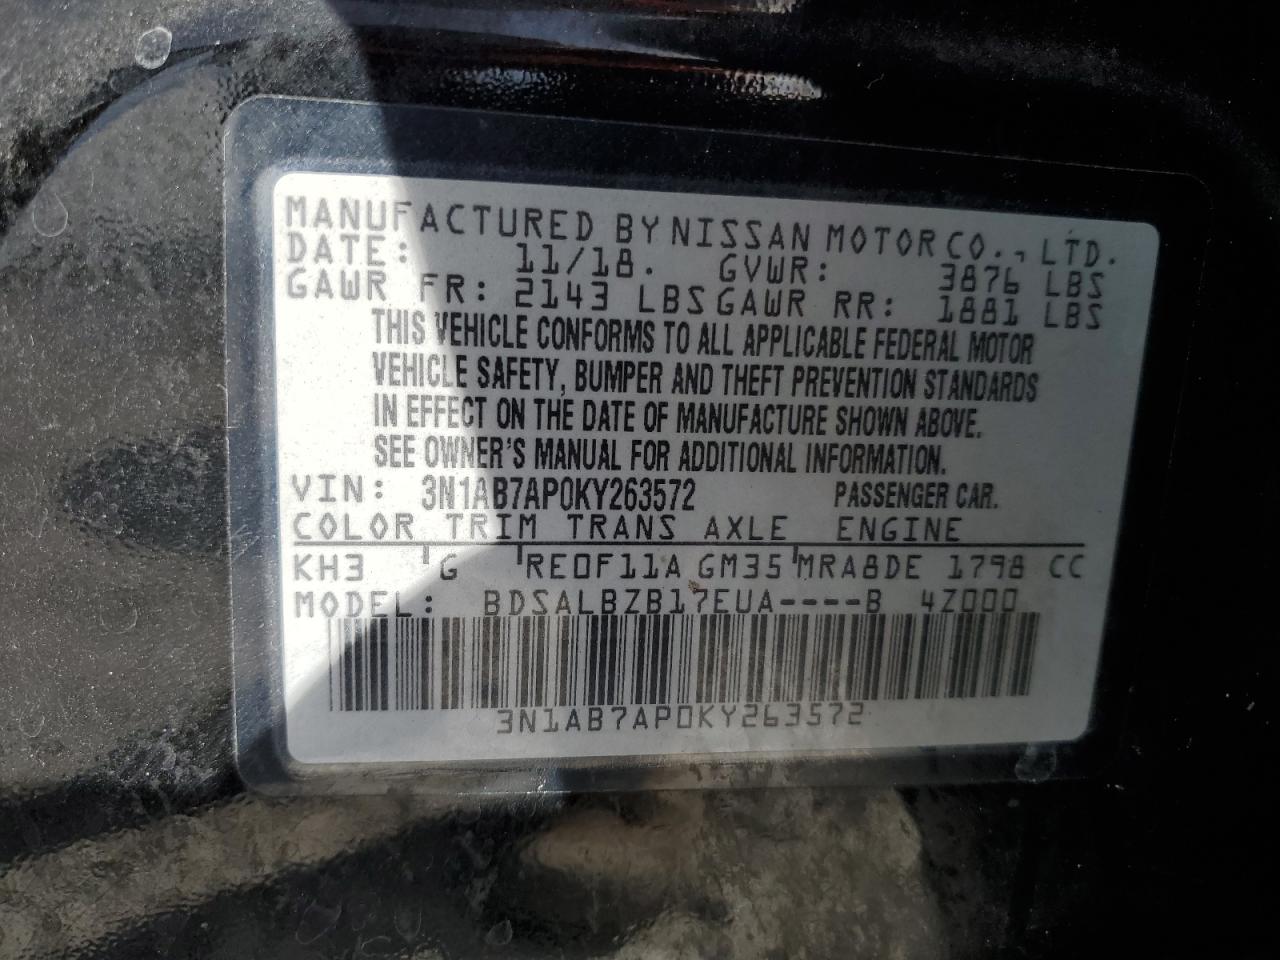 MANUFACTURED BY NISSAN MOTOR CO., LTD.
DATE: 11/18. GVWR: 3876 LBS
GAWR FR: 2143 LBS GAWR RR: 1881 LBS
THIS VEHICLE CONFORMS TO ALL APPLICABLE FEDERAL MOTOR
VEHICLE SAFETY, BUMPER AND THEFT PREVENTION STANDARDS
IN EFFECT ON THE DATE OF MANUFACTURE SHOWN ABOVE.
SEE OWNER'S MANUAL FOR ADDITIONAL INFORMATION.
VIN: 3N1AB7AP0KY263572 PASSENGER CAR.
COLOR TRIM TRANS AXLE ENGINE
KH3 G RE0F11A GM35 MRA8DE 1798 CC
MODEL: BDSALBZB17EUA----B 4Z000
3N1AB7AP0KY263572